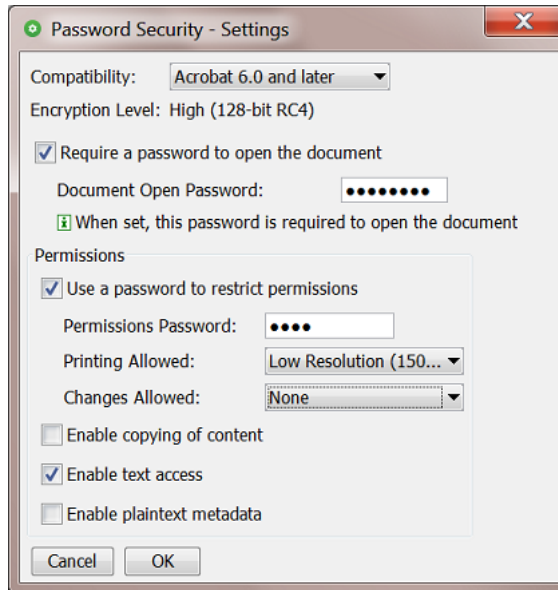 Password Security - Settings
Compatibility: Acrobat 6.0 and later
Encryption Level: High (128-bit RC4)
Require a password to open the document
Document Open Password: ●●●●●●●●
When set, this password is required to open the document
Permissions
Use a password to restrict permissions
Permissions Password: ●●●●
Printing Allowed: Low Resolution (150...
Changes Allowed: None
Enable copying of content
Enable text access
Enable plaintext metadata
Cancel OK